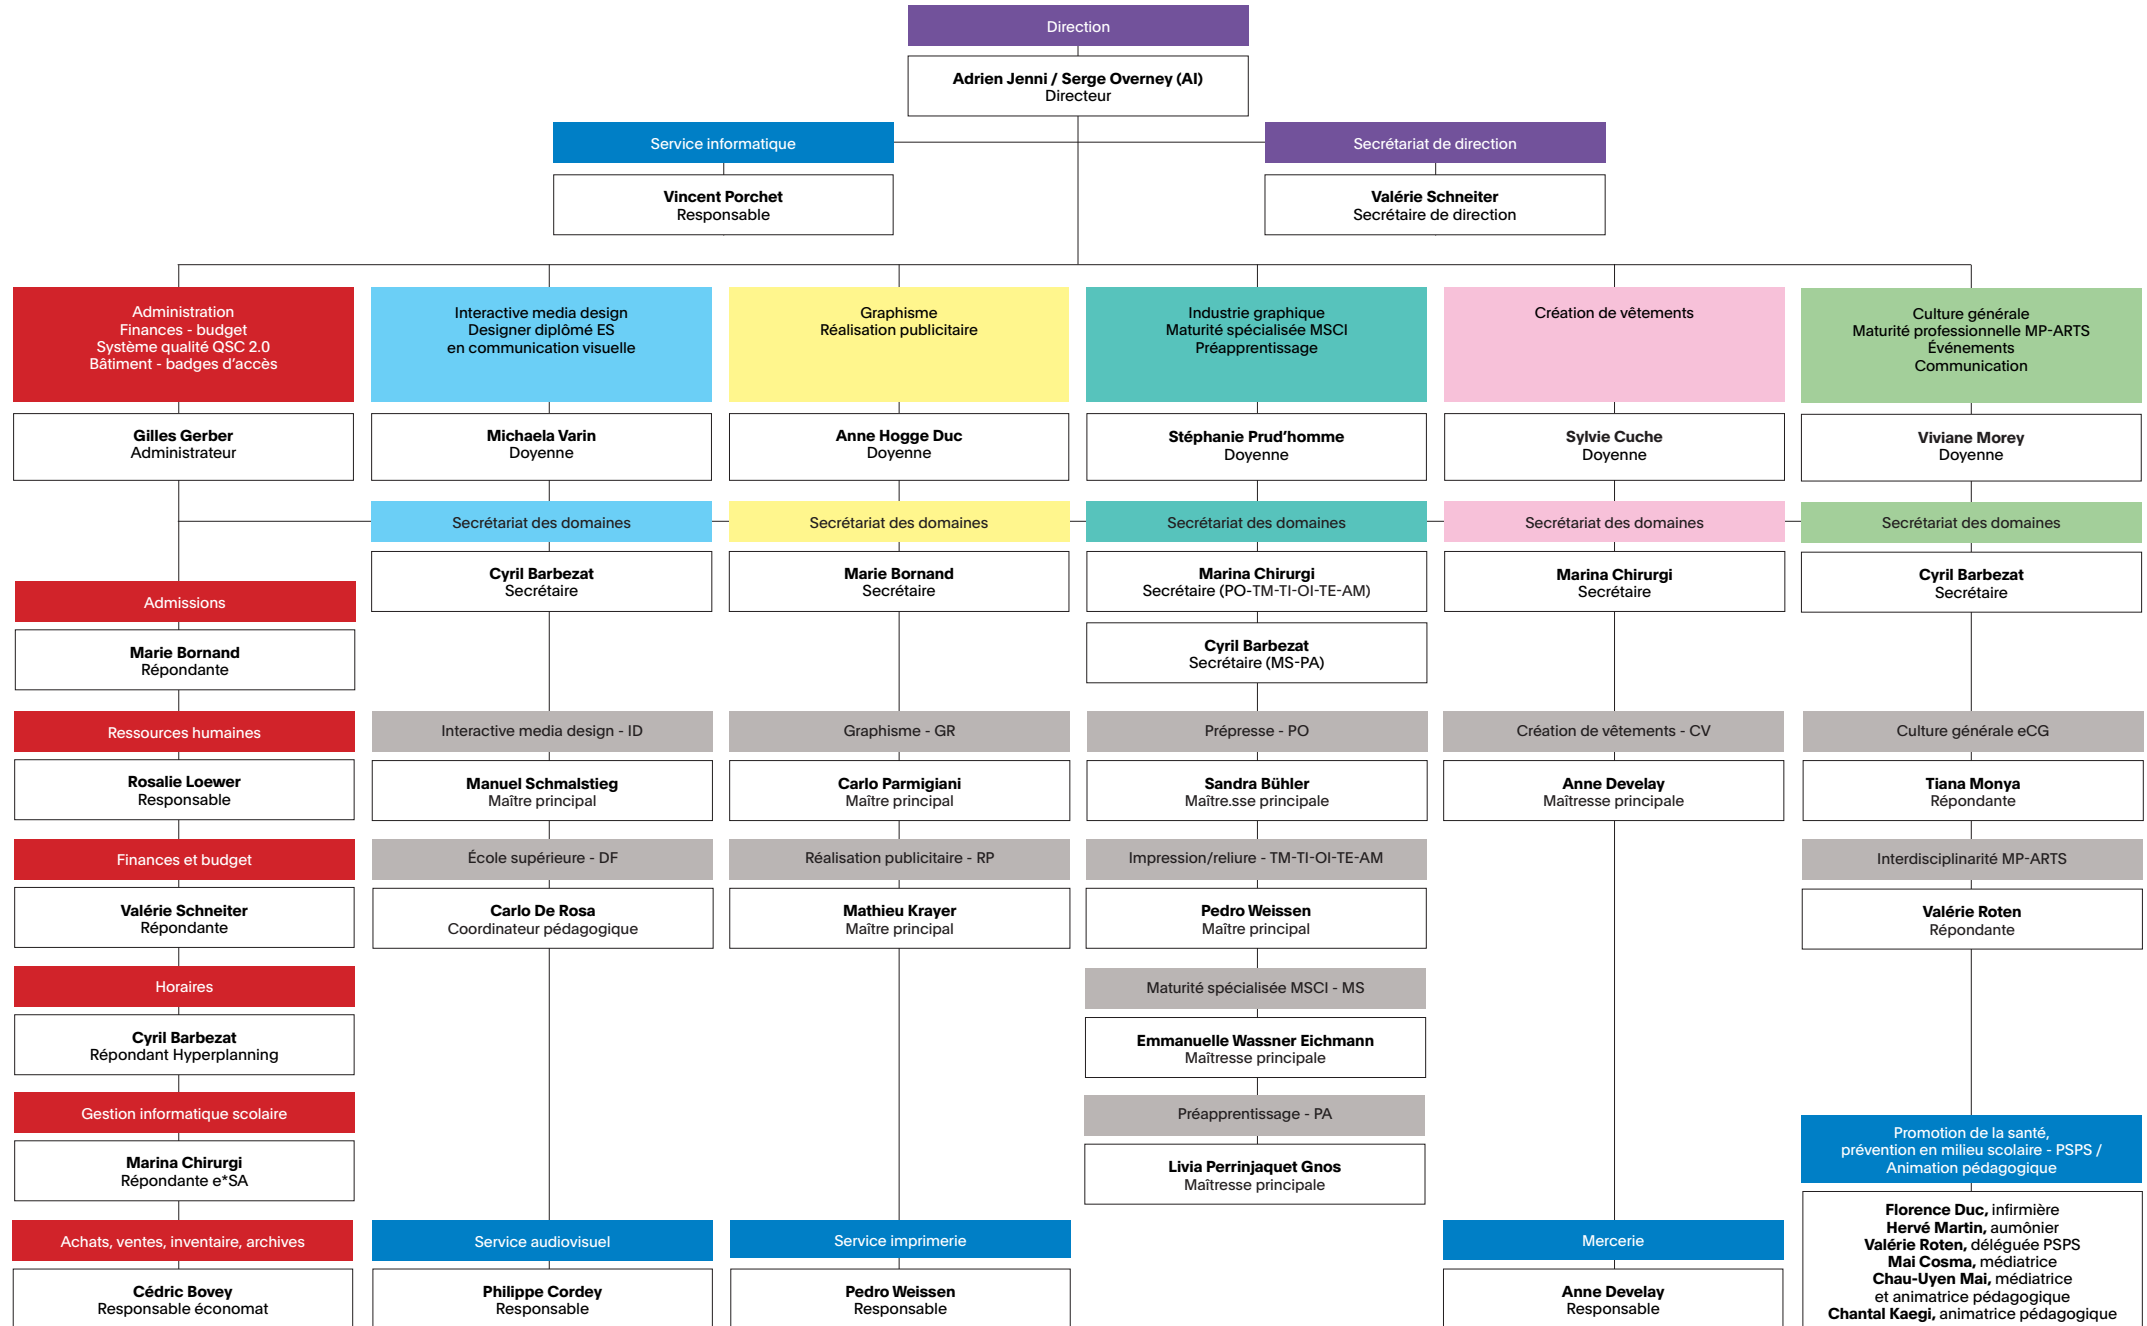 Direction
Adrien Jenni / Serge Overney (AI)
Directeur
Service informatique
Vincent Porchet
Responsable
Secrétariat de direction
Valérie Schneiter
Secrétaire de direction
Administration
Finances - budget
Système qualité QSC 2.0
Bâtiment - badges d’accès
Gilles Gerber
Administrateur
Admissions
Marie Bornand
Répondante
Ressources humaines
Rosalie Loewer
Responsable
Finances et budget
Valérie Schneiter
Répondante
Horaires
Cyril Barbezat
Répondant Hyperplanning
Gestion informatique scolaire
Marina Chirurgi
Répondante e*SA
Achats, ventes, inventaire, archives
Cédric Bovey
Responsable économat
Interactive media design
Designer diplômé ES
en communication visuelle
Michaela Varin
Doyenne
Secrétariat des domaines
Cyril Barbezat
Secrétaire
Interactive media design - ID
Manuel Schmalstieg
Maître principal
École supérieure - DF
Carlo De Rosa
Coordinateur pédagogique
Service audiovisuel
Philippe Cordey
Responsable
Graphisme
Réalisation publicitaire
Anne Hogge Duc
Doyenne
Secrétariat des domaines
Marie Bornand
Secrétaire
Graphisme - GR
Carlo Parmigiani
Maître principal
Réalisation publicitaire - RP
Mathieu Krayer
Maître principal
Service imprimerie
Pedro Weissen
Responsable
Industrie graphique
Maturité spécialisée MSCI
Préapprentissage
Stéphanie Prud’homme
Doyenne
Secrétariat des domaines
Marina Chirurgi
Secrétaire (PO-TM-TI-OI-TE-AM)
Cyril Barbezat
Secrétaire (MS-PA)
Prépresse - PO
Sandra Bühler
Maître.sse principale
Impression/reliure - TM-TI-OI-TE-AM
Pedro Weissen
Maître principal
Maturité spécialisée MSCI - MS
Emmanuelle Wassner Eichmann
Maîtresse principale
Préapprentissage - PA
Livia Perrinjaquet Gnos
Maîtresse principale
Création de vêtements
Sylvie Cuche
Doyenne
Secrétariat des domaines
Marina Chirurgi
Secrétaire
Création de vêtements - CV
Anne Develay
Maîtresse principale
Mercerie
Anne Develay
Responsable
Culture générale
Maturité professionnelle MP-ARTS
Événements
Communication
Viviane Morey
Doyenne
Secrétariat des domaines
Cyril Barbezat
Secrétaire
Culture générale eCG
Tiana Monya
Répondante
Interdisciplinarité MP-ARTS
Valérie Roten
Répondante
Promotion de la santé,
prévention en milieu scolaire - PSPS /
Animation pédagogique
Florence Duc, infirmière
Hervé Martin, aumônier
Valérie Roten, déléguée PSPS
Mai Cosma, médiatrice
Chau-Uyen Mai, médiatrice
et animatrice pédagogique
Chantal Kaegi, animatrice pédagogique